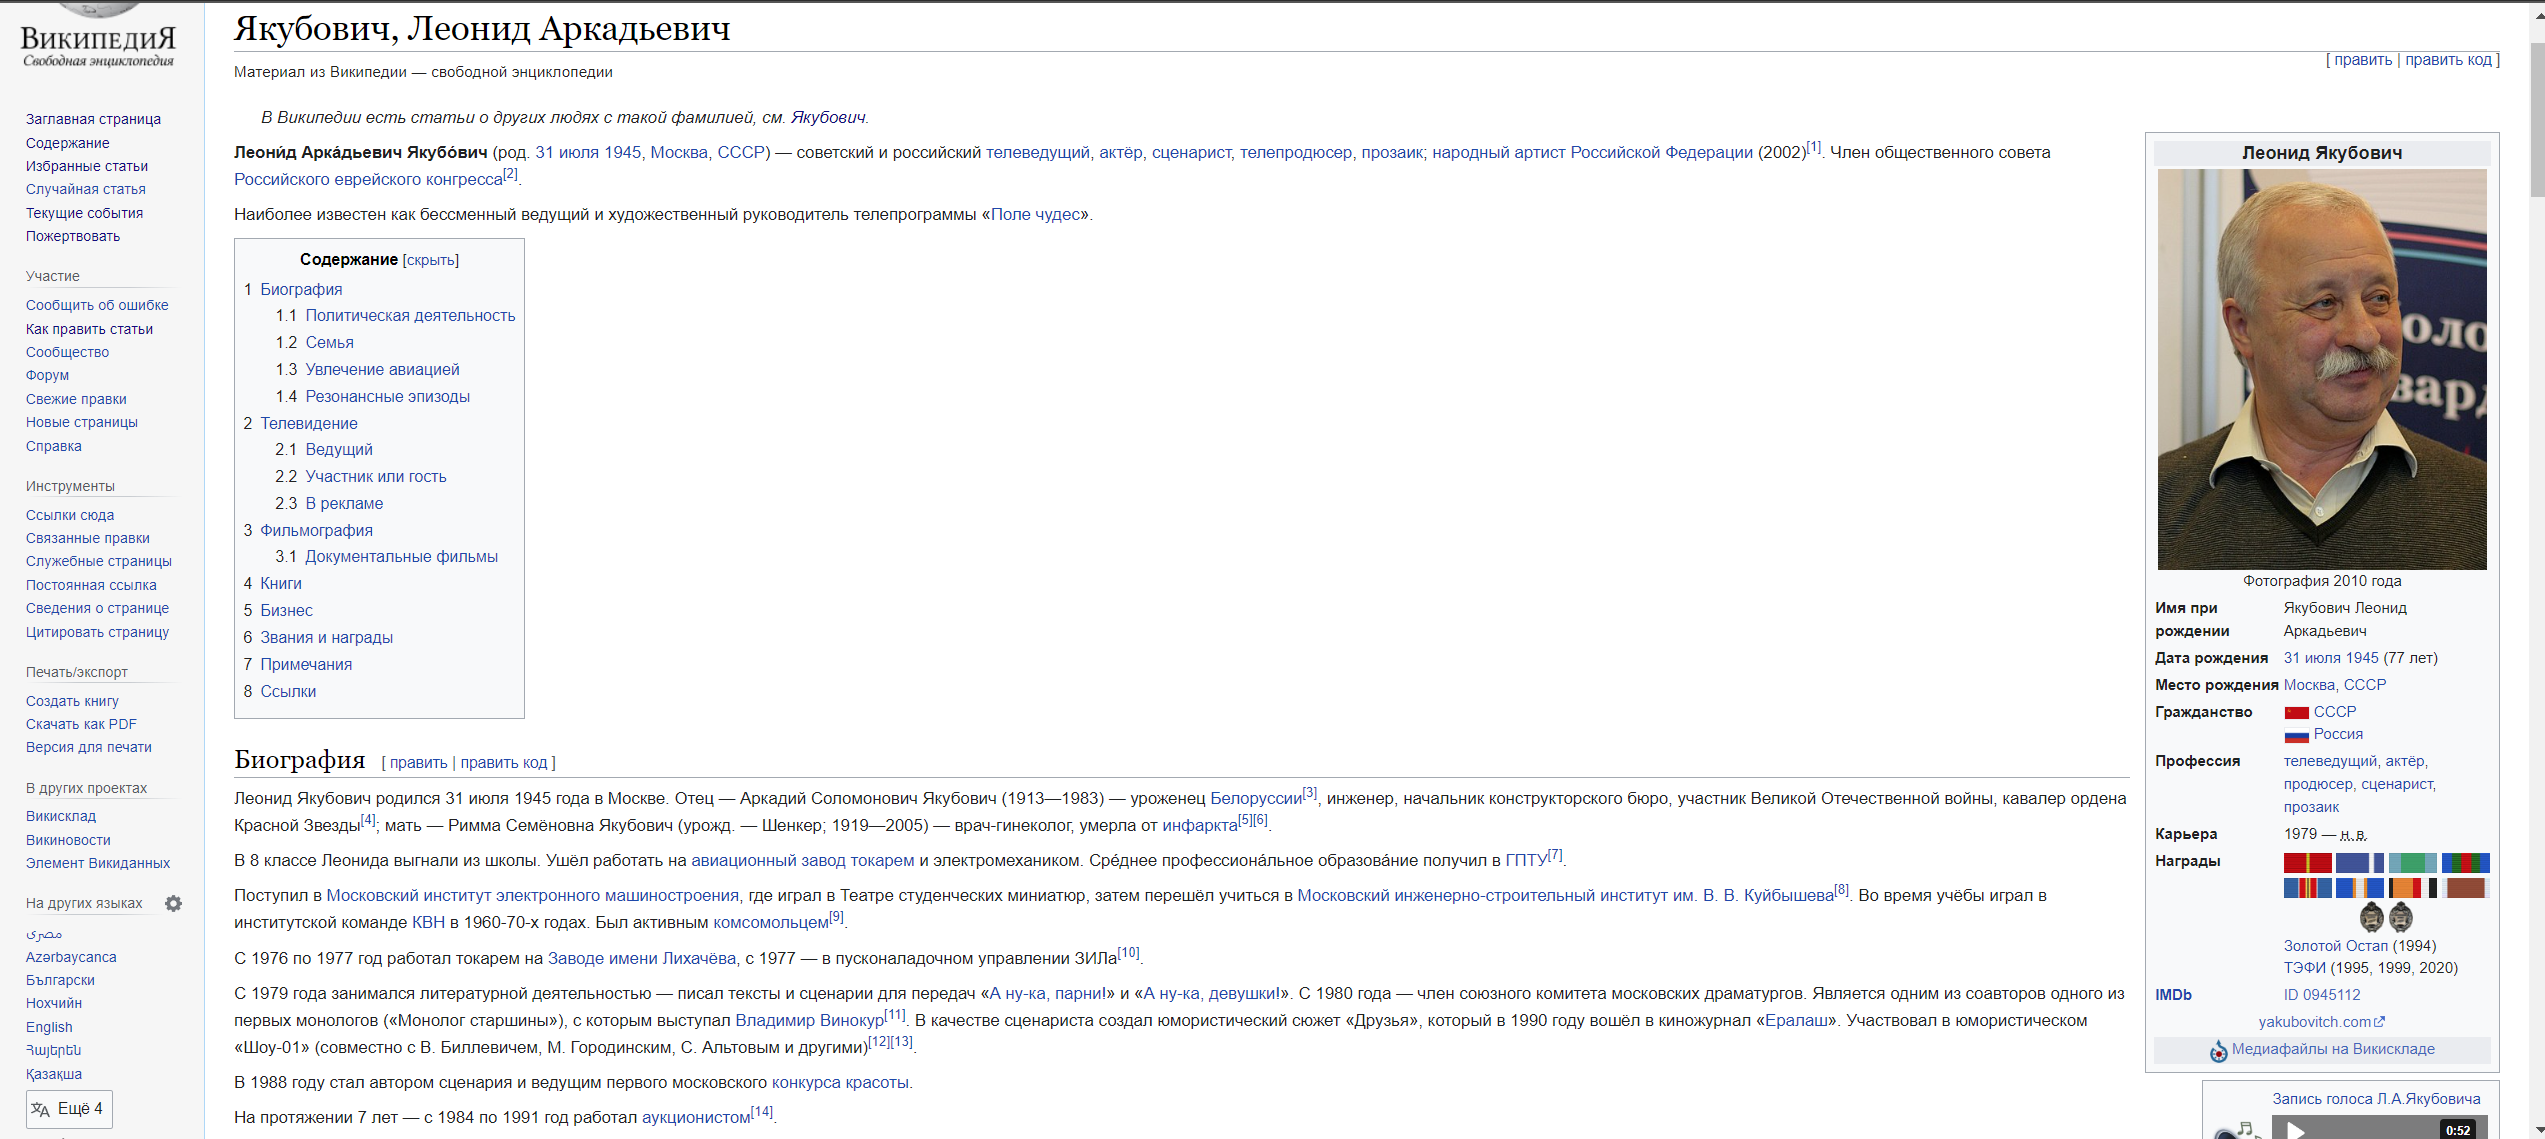 ВикипедиЯ
Свободная энциклопедия
Заглавная страница
Содержание
Избранные статьи
Случайная статья
Текущие события
Пожертвовать
Участие
Сообщить об ошибке
Как править статьи
Сообщество
Форум
Свежие правки
Новые страницы
Справка
Инструменты
Ссылки сюда
Связанные правки
Служебные страницы
Постоянная ссылка
Сведения о странице
Цитировать страницу
Печать/экспорт
Создать книгу
Скачать как PDF
Версия для печати
В других проектах
Викисклад
Викиновости
Элемент Викиданных
На других языках
مصرى
Azərbaycanca
Български
Нохчийн
English
Հայերեն
Қазақша
Ещё 4
Якубович, Леонид Аркадьевич
Материал из Википедии — свободной энциклопедии
[ править | править код ]
В Википедии есть статьи о других людях с такой фамилией, см. Якубович.
Леони́д Арка́дьевич Якубо́вич (род. 31 июля 1945, Москва, СССР) — советский и российский телеведущий, актёр, сценарист, телепродюсер, прозаик; народный артист Российской Федерации (2002)[1]. Член общественного совета
Российского еврейского конгресса[2].
Наиболее известен как бессменный ведущий и художественный руководитель телепрограммы «Поле чудес».
Содержание [скрыть]
1 Биография
1.1 Политическая деятельность
1.2 Семья
1.3 Увлечение авиацией
1.4 Резонансные эпизоды
2 Телевидение
2.1 Ведущий
2.2 Участник или гость
2.3 В рекламе
3 Фильмография
3.1 Документальные фильмы
4 Книги
5 Бизнес
6 Звания и награды
7 Примечания
8 Ссылки
Биография [ править | править код ]
Леонид Якубович родился 31 июля 1945 года в Москве. Отец — Аркадий Соломонович Якубович (1913—1983) — уроженец Белоруссии[3], инженер, начальник конструкторского бюро, участник Великой Отечественной войны, кавалер ордена
Красной Звезды[4]; мать — Римма Семёновна Якубович (урожд. — Шенкер; 1919—2005) — врач-гинеколог, умерла от инфаркта[5][6].
В 8 классе Леонида выгнали из школы. Ушёл работать на авиационный завод токарем и электромехаником. Сре́днее профессиона́льное образова́ние получил в ГПТУ[7].
Поступил в Московский институт электронного машиностроения, где играл в Театре студенческих миниатюр, затем перешёл учиться в Московский инженерно-строительный институт им. В. В. Куйбышева[8]. Во время учёбы играл в
институтской команде КВН в 1960-70-х годах. Был активным комсомольцем[9].
С 1976 по 1977 год работал токарем на Заводе имени Лихачёва, с 1977 — в пусконаладочном управлении ЗИЛа[10].
С 1979 года занимался литературной деятельностью — писал тексты и сценарии для передач «А ну-ка, парни!» и «А ну-ка, девушки!». С 1980 года — член союзного комитета московских драматургов. Является одним из соавторов одного из
первых монологов («Монолог старшины»), с которым выступал Владимир Винокур[11]. В качестве сценариста создал юмористический сюжет «Друзья», который в 1990 году вошёл в киножурнал «Ералаш». Участвовал в юмористическом
«Шоу-01» (совместно с В. Биллевичем, М. Городинским, С. Альтовым и другими)[12][13].
В 1988 году стал автором сценария и ведущим первого московского конкурса красоты.
На протяжении 7 лет — с 1984 по 1991 год работал аукционистом[14].
Леонид Якубович
оло
вард
Фотография 2010 года
Имя при рождении Якубович Леонид
Аркадьевич
Дата рождения 31 июля 1945 (77 лет)
Место рождения Москва, СССР
Гражданство СССР
Россия
Профессия телеведущий, актёр,
продюсер, сценарист,
прозаик
Карьера 1979 — н. в.
Награды
Золотой Остап (1994)
ТЭФИ (1995, 1999, 2020)
IMDb ID 0945112
yakubovitch.com
Медиафайлы на Викискладе
Запись голоса Л.А.Якубовича
0:52